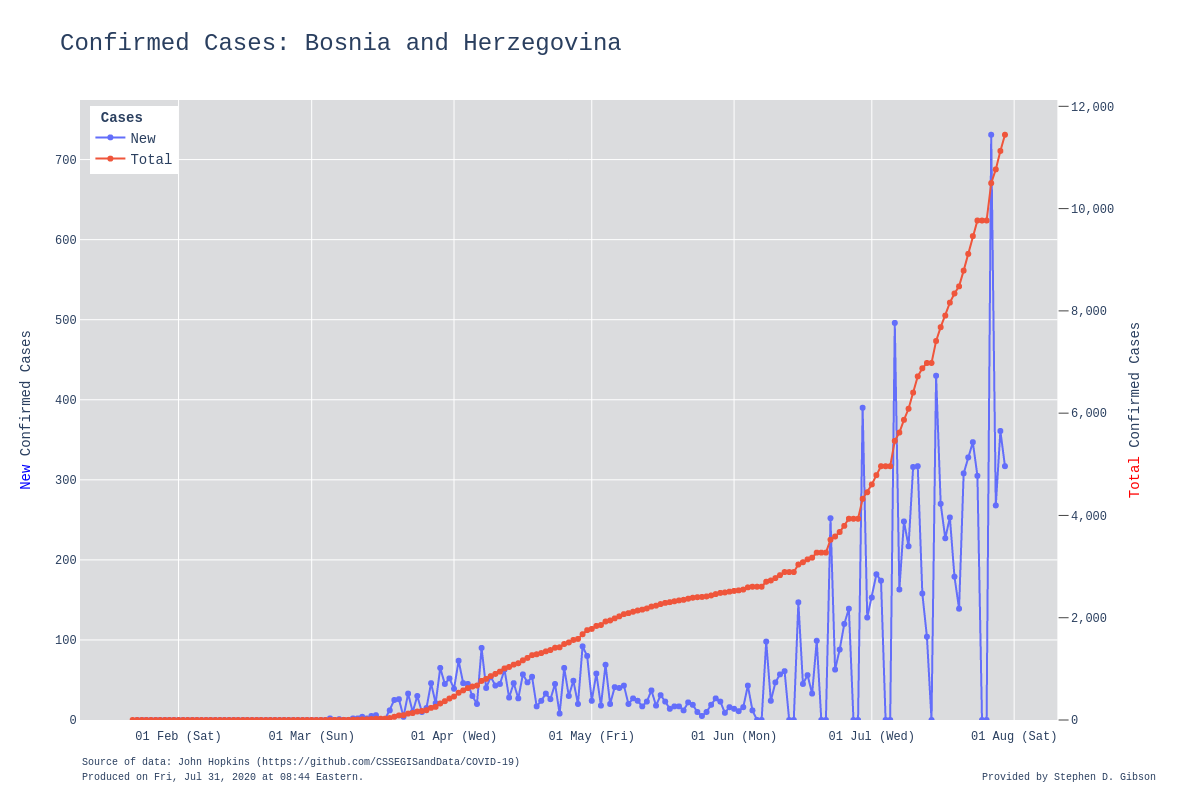 Confirmed Cases: Bosnia and Herzegovina
Cases
New
Total
700
600
500
400
300
200
100
0
New Confirmed Cases
12,000
10,000
8,000
6,000
4,000
2,000
0
Total Confirmed Cases
01 Feb (Sat)
01 Mar (Sun)
01 Apr (Wed)
01 May (Fri)
01 Jun (Mon)
01 Jul (Wed)
01 Aug (Sat)
Source of data: John Hopkins (https://github.com/CSSEGISandData/COVID-19)
Produced on Fri, Jul 31, 2020 at 08:44 Eastern.
Provided by Stephen D. Gibson